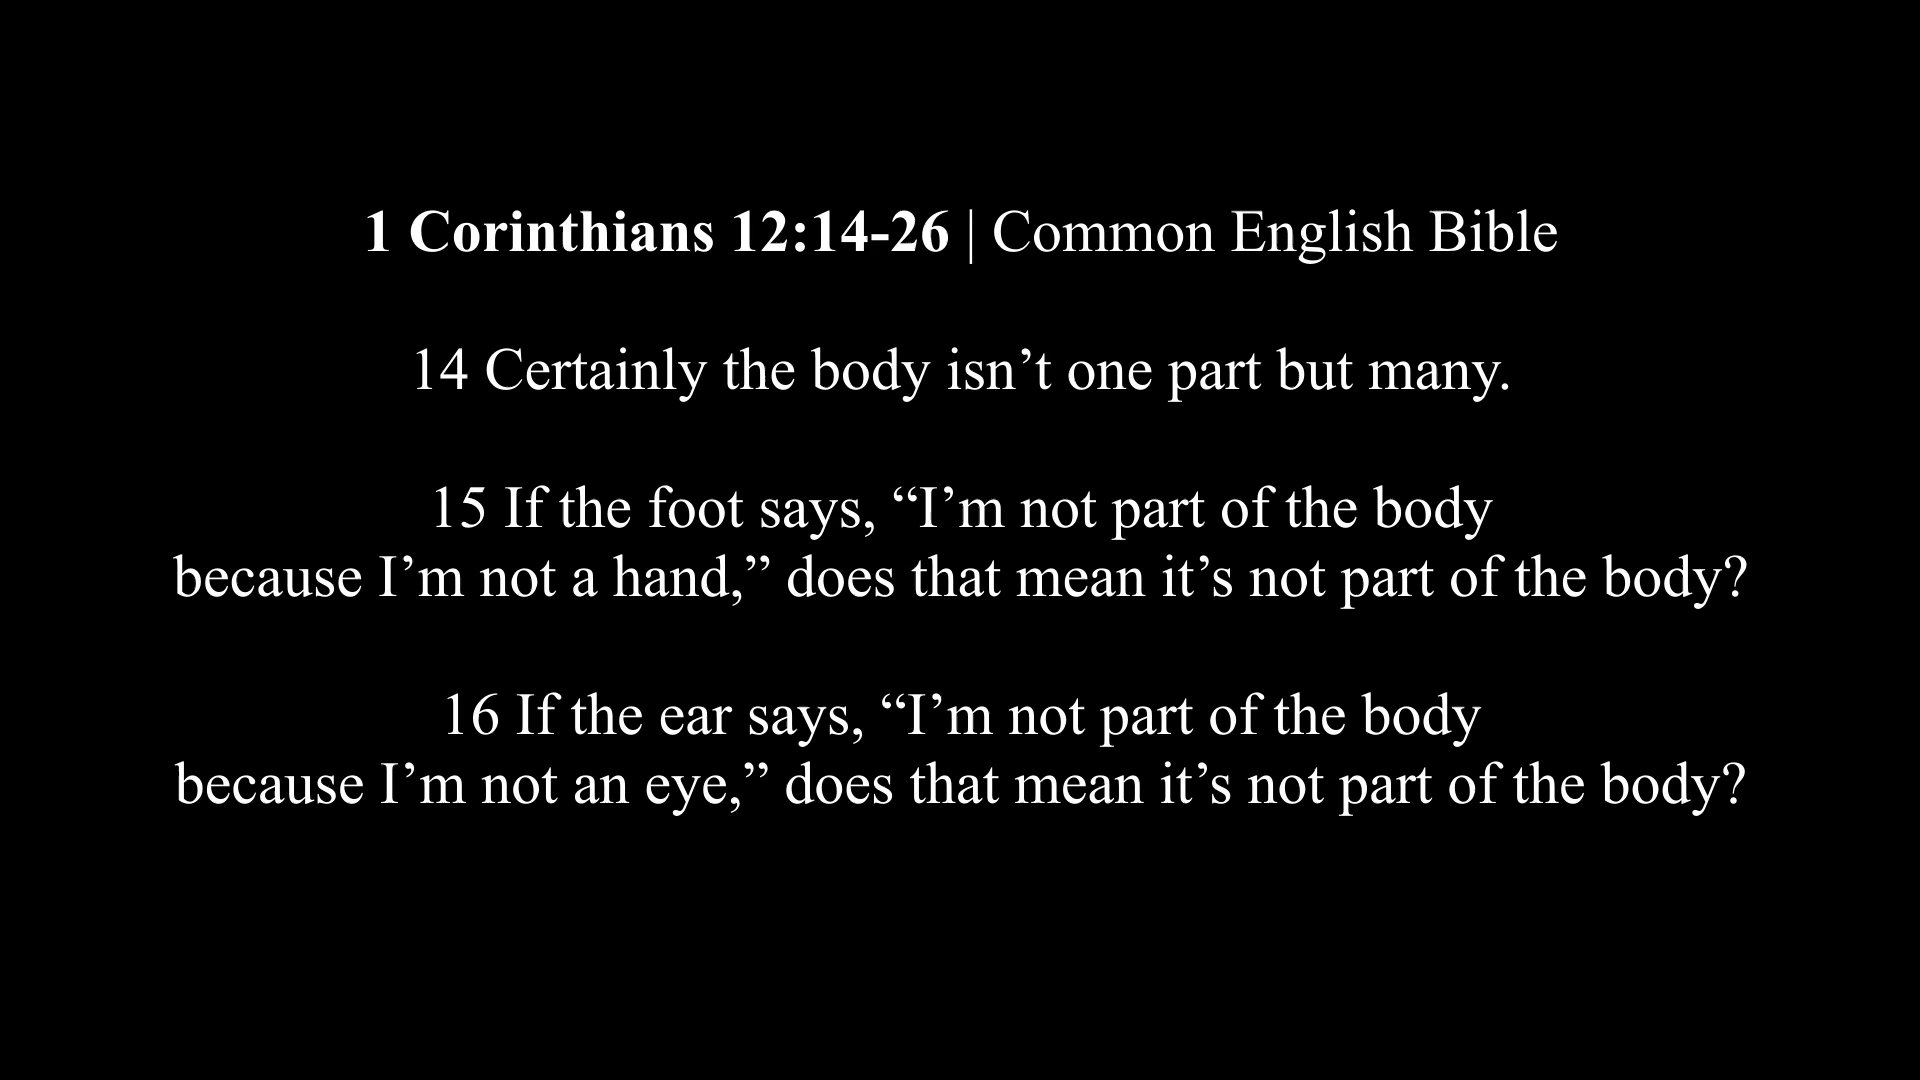 1 Corinthians 12:14-26 | Common English Bible
14 Certainly the body isn’t one part but many.
15 If the foot says, “I’m not part of the body
because I’m not a hand,” does that mean it’s not part of the body?
16 If the ear says, “I’m not part of the body
because I’m not an eye,” does that mean it’s not part of the body?